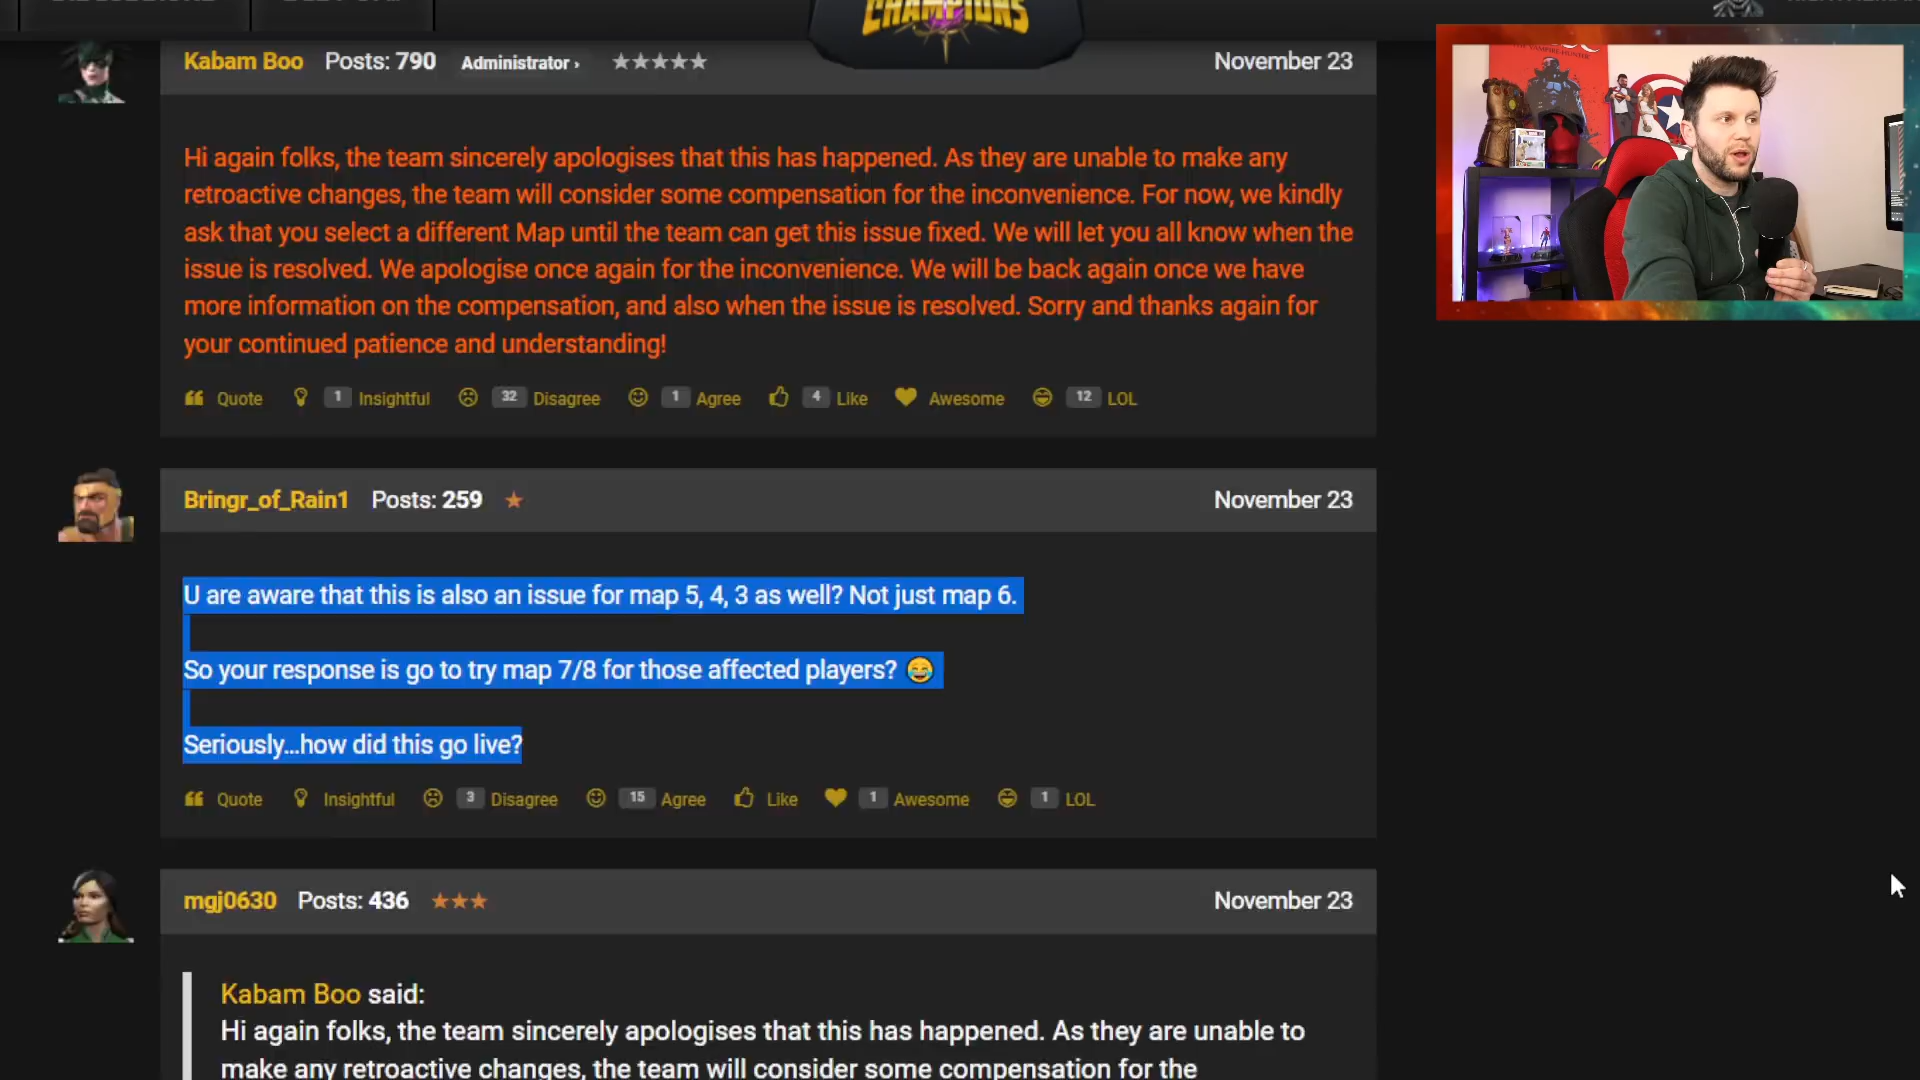 CHAMPIONS
Kabam Boo Posts: 790 Administrator › November 23
Hi again folks, the team sincerely apologises that this has happened. As they are unable to make any
retroactive changes, the team will consider some compensation for the inconvenience. For now, we kindly
ask that you select a different Map until the team can get this issue fixed. We will let you all know when the
issue is resolved. We apologise once again for the inconvenience. We will be back again once we have
more information on the compensation, and also when the issue is resolved. Sorry and thanks again for
your continued patience and understanding!
Quote 1 Insightful 32 Disagree 1 Agree 4 Like Awesome 12 LOL
Bringr_of_Rain1 Posts: 259 November 23
U are aware that this is also an issue for map 5, 4, 3 as well? Not just map 6.
So your response is go to try map 7/8 for those affected players? 😂
Seriously...how did this go live?
Quote Insightful 3 Disagree 15 Agree Like 1 Awesome 1 LOL
mgj0630 Posts: 436 November 23
Kabam Boo said:
Hi again folks, the team sincerely apologises that this has happened. As they are unable to
make any retroactive changes, the team will consider some compensation for the